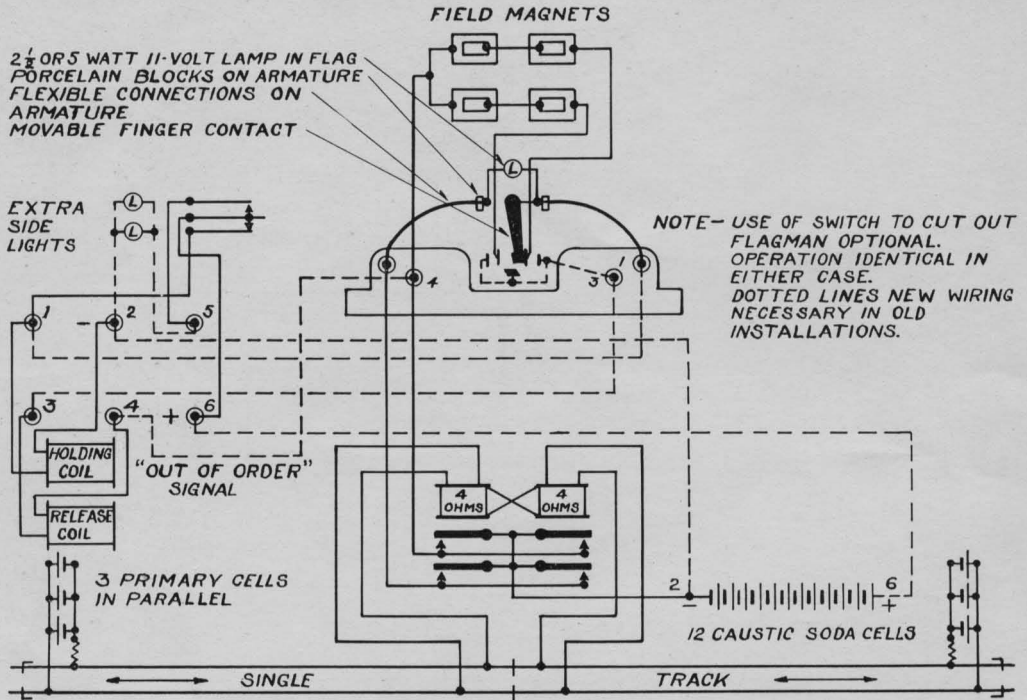 FIELD MAGNETS
2½ OR 5 WATT 11-VOLT LAMP IN FLAG
PORCELAIN BLOCKS ON ARMATURE
FLEXIBLE CONNECTIONS ON
ARMATURE
MOVABLE FINGER CONTACT
L
EXTRA
SIDE
LIGHTS
L
L
NOTE- USE OF SWITCH TO CUT OUT
FLAGMAN OPTIONAL.
OPERATION IDENTICAL IN
EITHER CASE.
DOTTED LINES NEW WIRING
NECESSARY IN OLD
INSTALLATIONS.
4
3
1
1
- 2
5
3
4
+ 6
HOLDING
COIL
"OUT OF ORDER"
SIGNAL
RELEASE
COIL
4
OHMS
4
OHMS
3 PRIMARY CELLS
IN PARALLEL
2
-
6
+
12 CAUSTIC SODA CELLS
SINGLE
TRACK